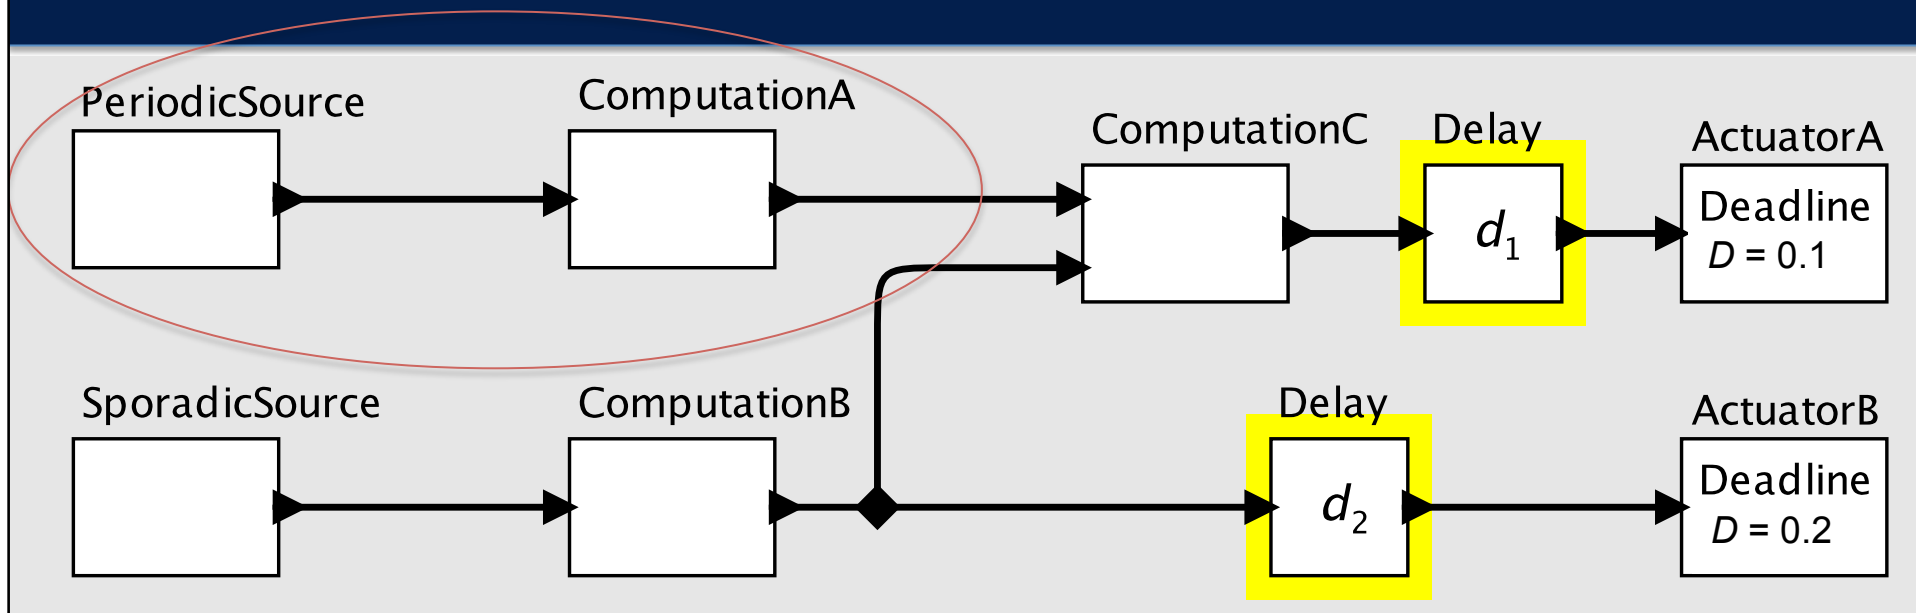 PeriodicSource
ComputationA
ComputationC
Delay
d₁
ActuatorA
Deadline
D = 0.1
SporadicSource
ComputationB
Delay
d₂
ActuatorB
Deadline
D = 0.2